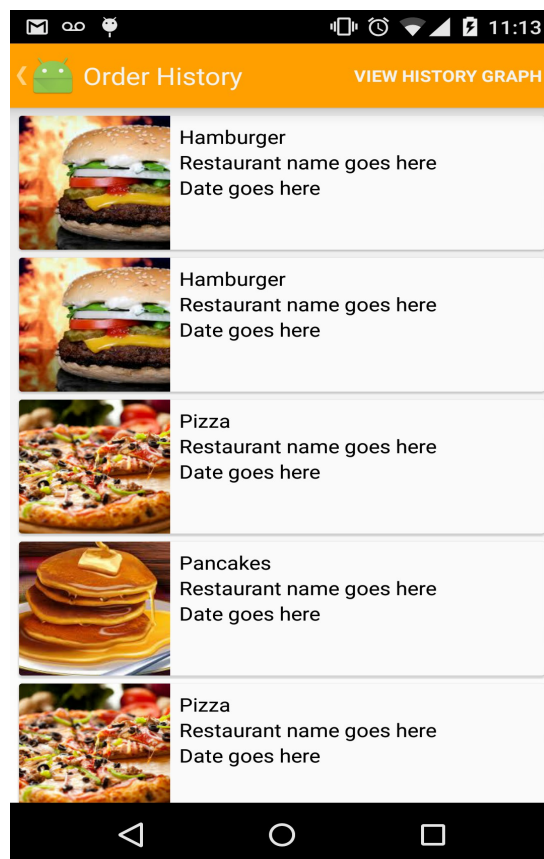 11:13
Order History
VIEW HISTORY GRAPH
Hamburger
Restaurant name goes here
Date goes here
Hamburger
Restaurant name goes here
Date goes here
Pizza
Restaurant name goes here
Date goes here
Pancakes
Restaurant name goes here
Date goes here
Pizza
Restaurant name goes here
Date goes here